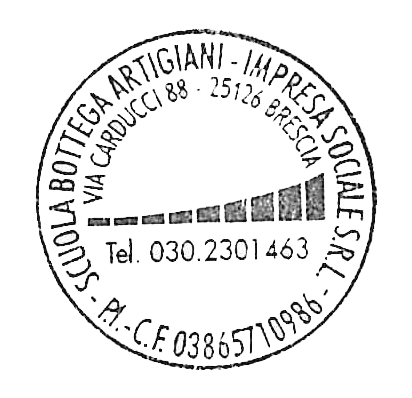 SCUOLA BOTTEGA ARTIGIANI - IMPRESA SOCIALE S.R.L. -
VIA CARDUCCI 88 - 25126 BRESCIA
Tel. 030.2301463
P.I. - C.F. 03865710986 -